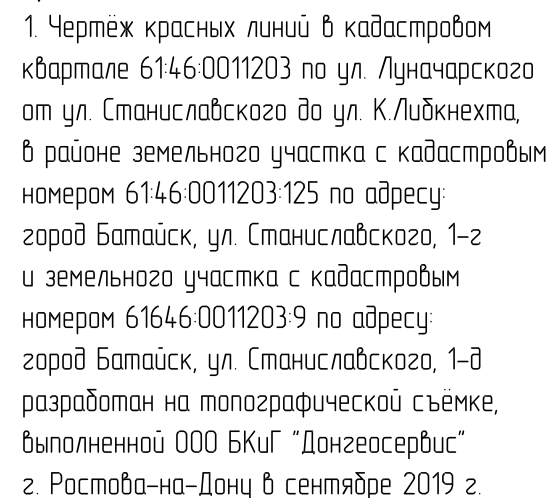 1. Чертёж красных линий в кадастровом
квартале 61:46:0011203 по ул. Луначарского
от ул. Станиславского до ул. К.Либкнехта,
в районе земельного участка с кадастровым
номером 61:46:0011203:125 по адресу:
город Батайск, ул. Станиславского, 1-г
и земельного участка с кадастровым
номером 61646:0011203:9 по адресу:
город Батайск, ул. Станиславского, 1-д
разработан на топографической съёмке,
выполненной ООО БКиГ "Донгеосервис"
г. Ростова-на-Дону в сентябре 2019 г.